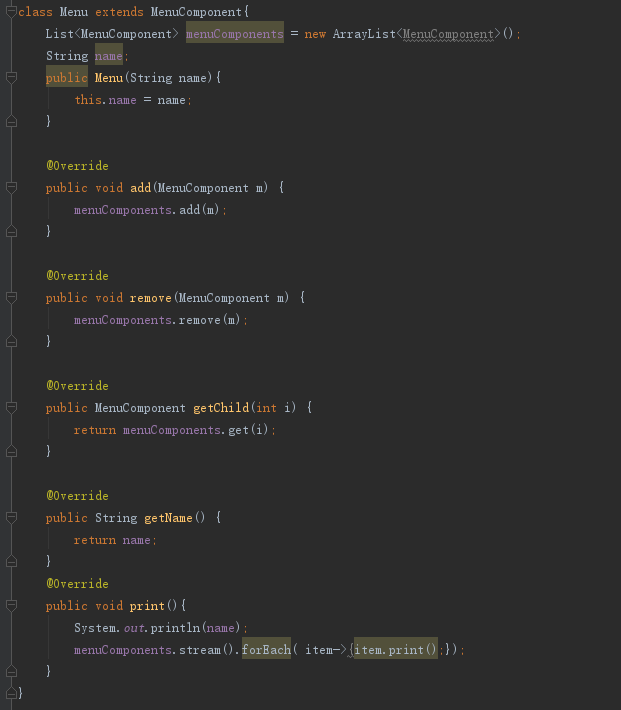 class Menu extends MenuComponent{
    List<MenuComponent> menuComponents = new ArrayList<MenuComponent>();
    String name;
    public Menu(String name){
        this.name = name;
    }
    @Override
    public void add(MenuComponent m) {
        menuComponents.add(m);
    }
    @Override
    public void remove(MenuComponent m) {
        menuComponents.remove(m);
    }
    @Override
    public MenuComponent getChild(int i) {
        return menuComponents.get(i);
    }
    @Override
    public String getName() {
        return name;
    }
    @Override
    public void print(){
        System.out.println(name);
        menuComponents.stream().forEach( item->{item.print();});
    }
}